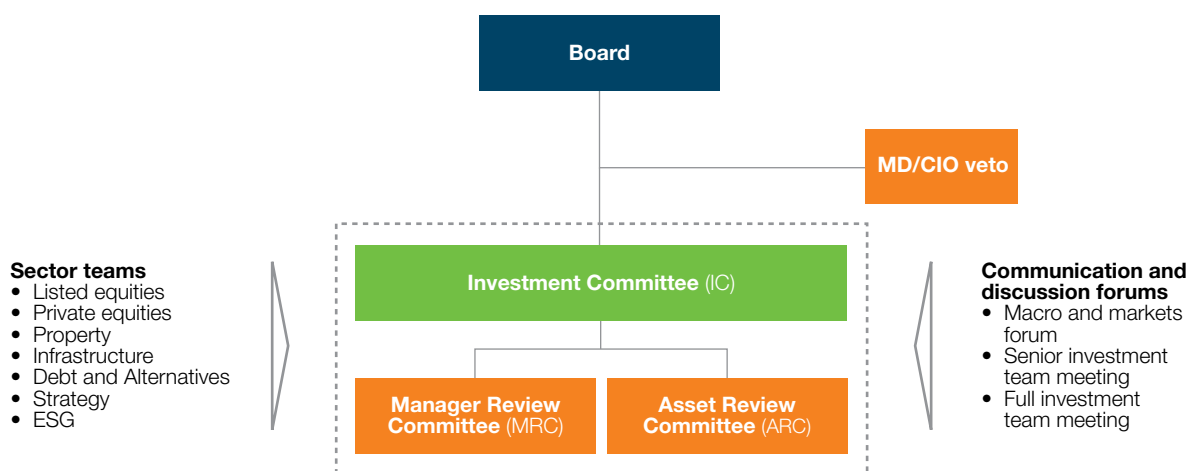 Board
MD/CIO veto
Sector teams
• Listed equities
• Private equities
• Property
• Infrastructure
• Debt and Alternatives
• Strategy
• ESG
Investment Committee (IC)
Manager Review
Committee (MRC)
Asset Review
Committee (ARC)
Communication and
discussion forums
• Macro and markets
forum
• Senior investment
team meeting
• Full investment
team meeting